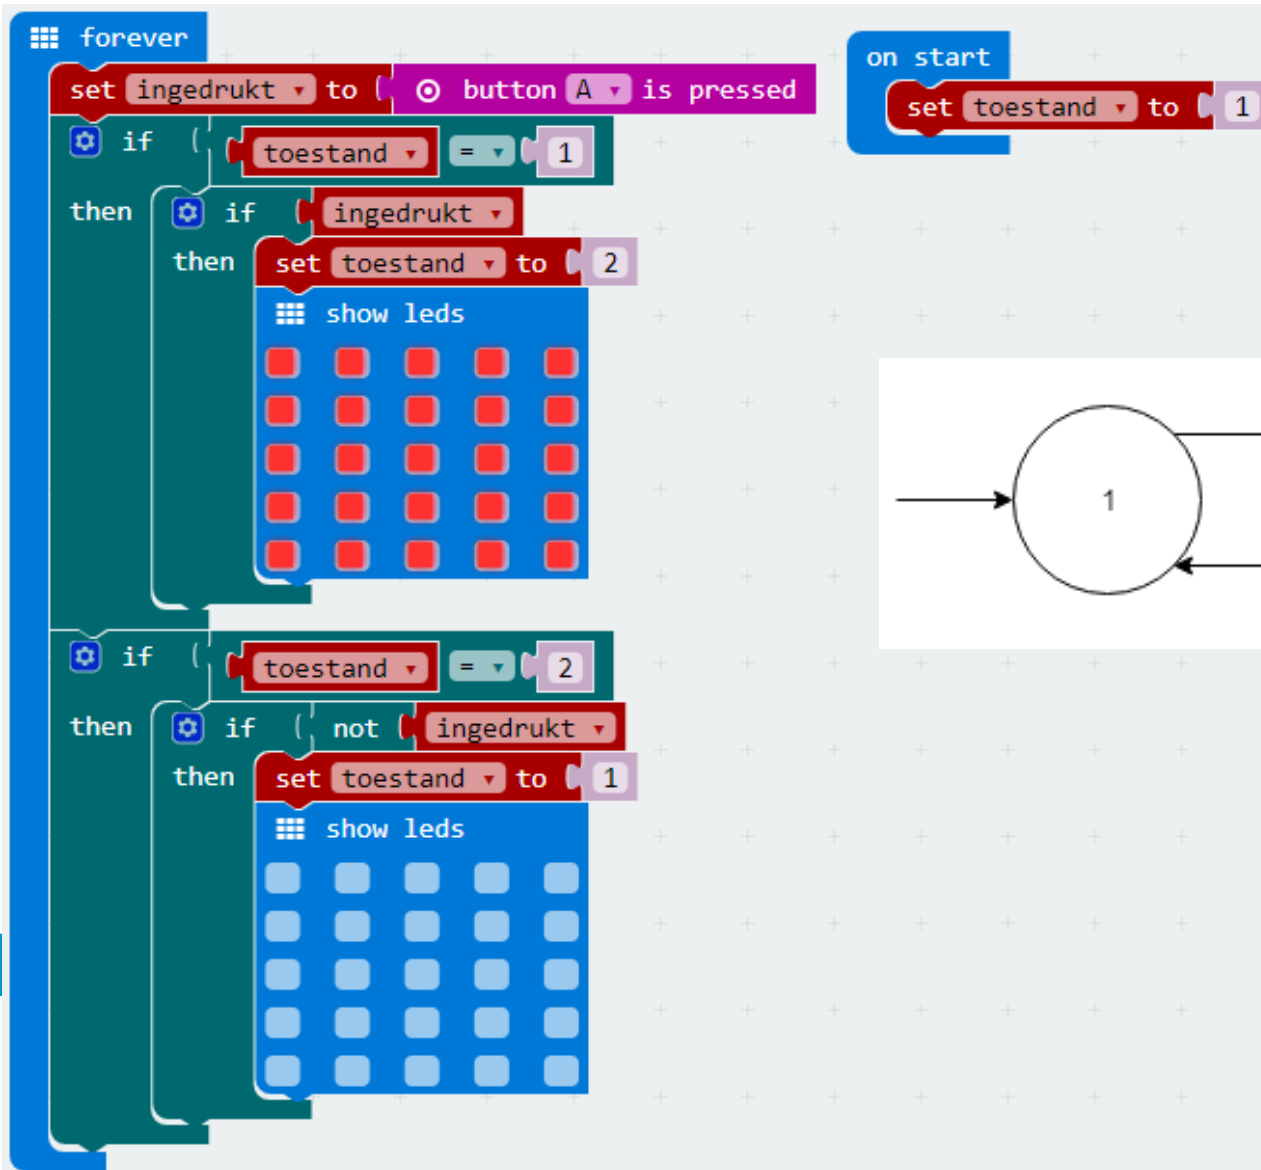 forever
set ingedrukt to button A is pressed
if toestand = 1
then if ingedrukt
then set toestand to 2
show leds
if toestand = 2
then if not ingedrukt
then set toestand to 1
show leds
on start
set toestand to 1
1